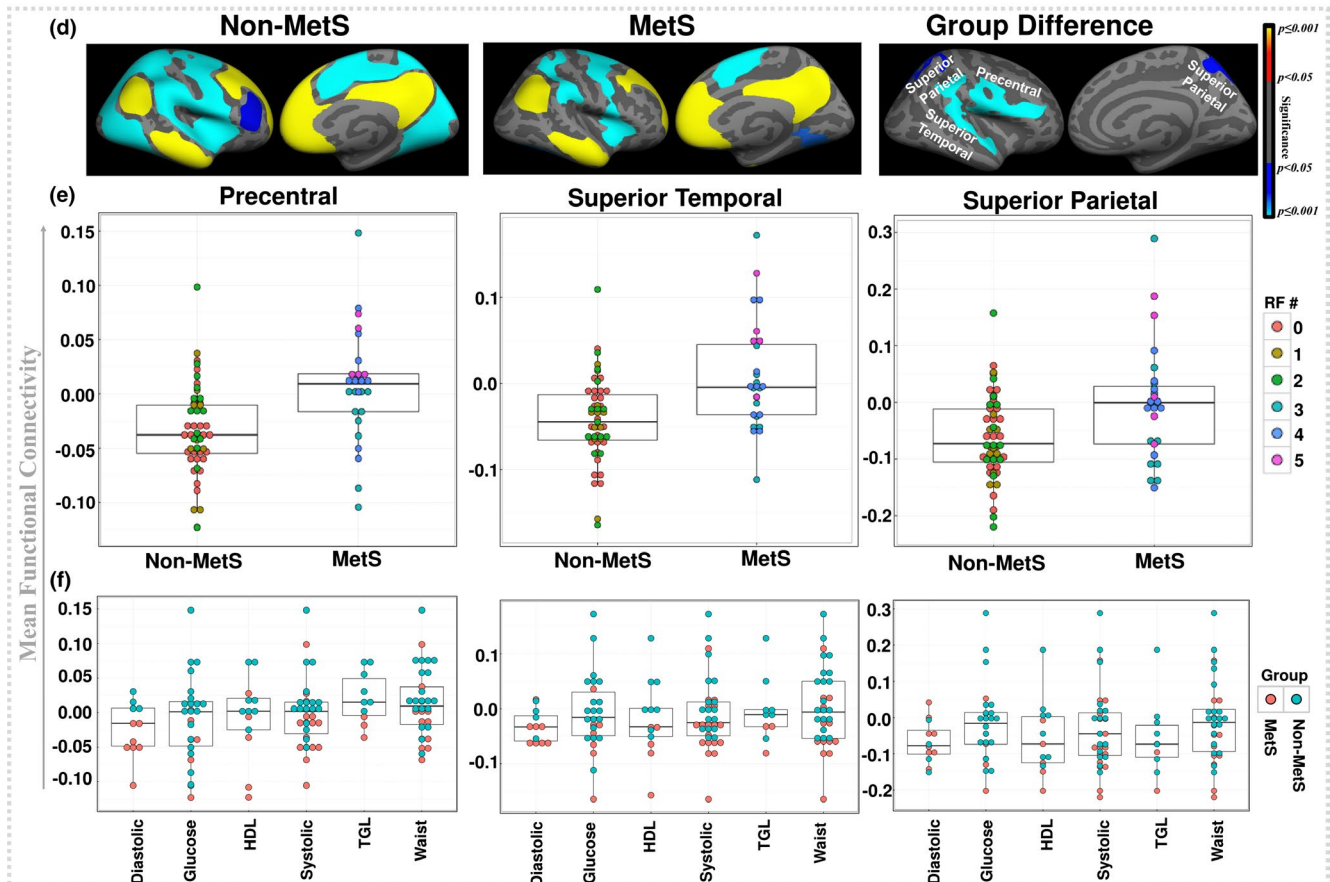 (d)
Non-MetS
MetS
Group Difference
Superior
Parietal
Precentral
Superior
Temporal
Superior
Parietal
p≤0.001
p<0.05
Significance
p<0.05
p≤0.001
(e)
Mean Functional Connectivity
Precentral
0.15
0.10
0.05
0.00
-0.05
-0.10
Non-MetS
MetS
Superior Temporal
0.1
0.0
-0.1
Non-MetS
MetS
Superior Parietal
0.3
0.2
0.1
0.0
-0.1
-0.2
Non-MetS
MetS
RF #
0
1
2
3
4
5
(f)
0.15
0.10
0.05
0.00
-0.05
-0.10
Diastolic
Glucose
HDL
Systolic
TGL
Waist
0.1
0.0
-0.1
Diastolic
Glucose
HDL
Systolic
TGL
Waist
0.3
0.2
0.1
0.0
-0.1
-0.2
Diastolic
Glucose
HDL
Systolic
TGL
Waist
Group
MetS
Non-MetS